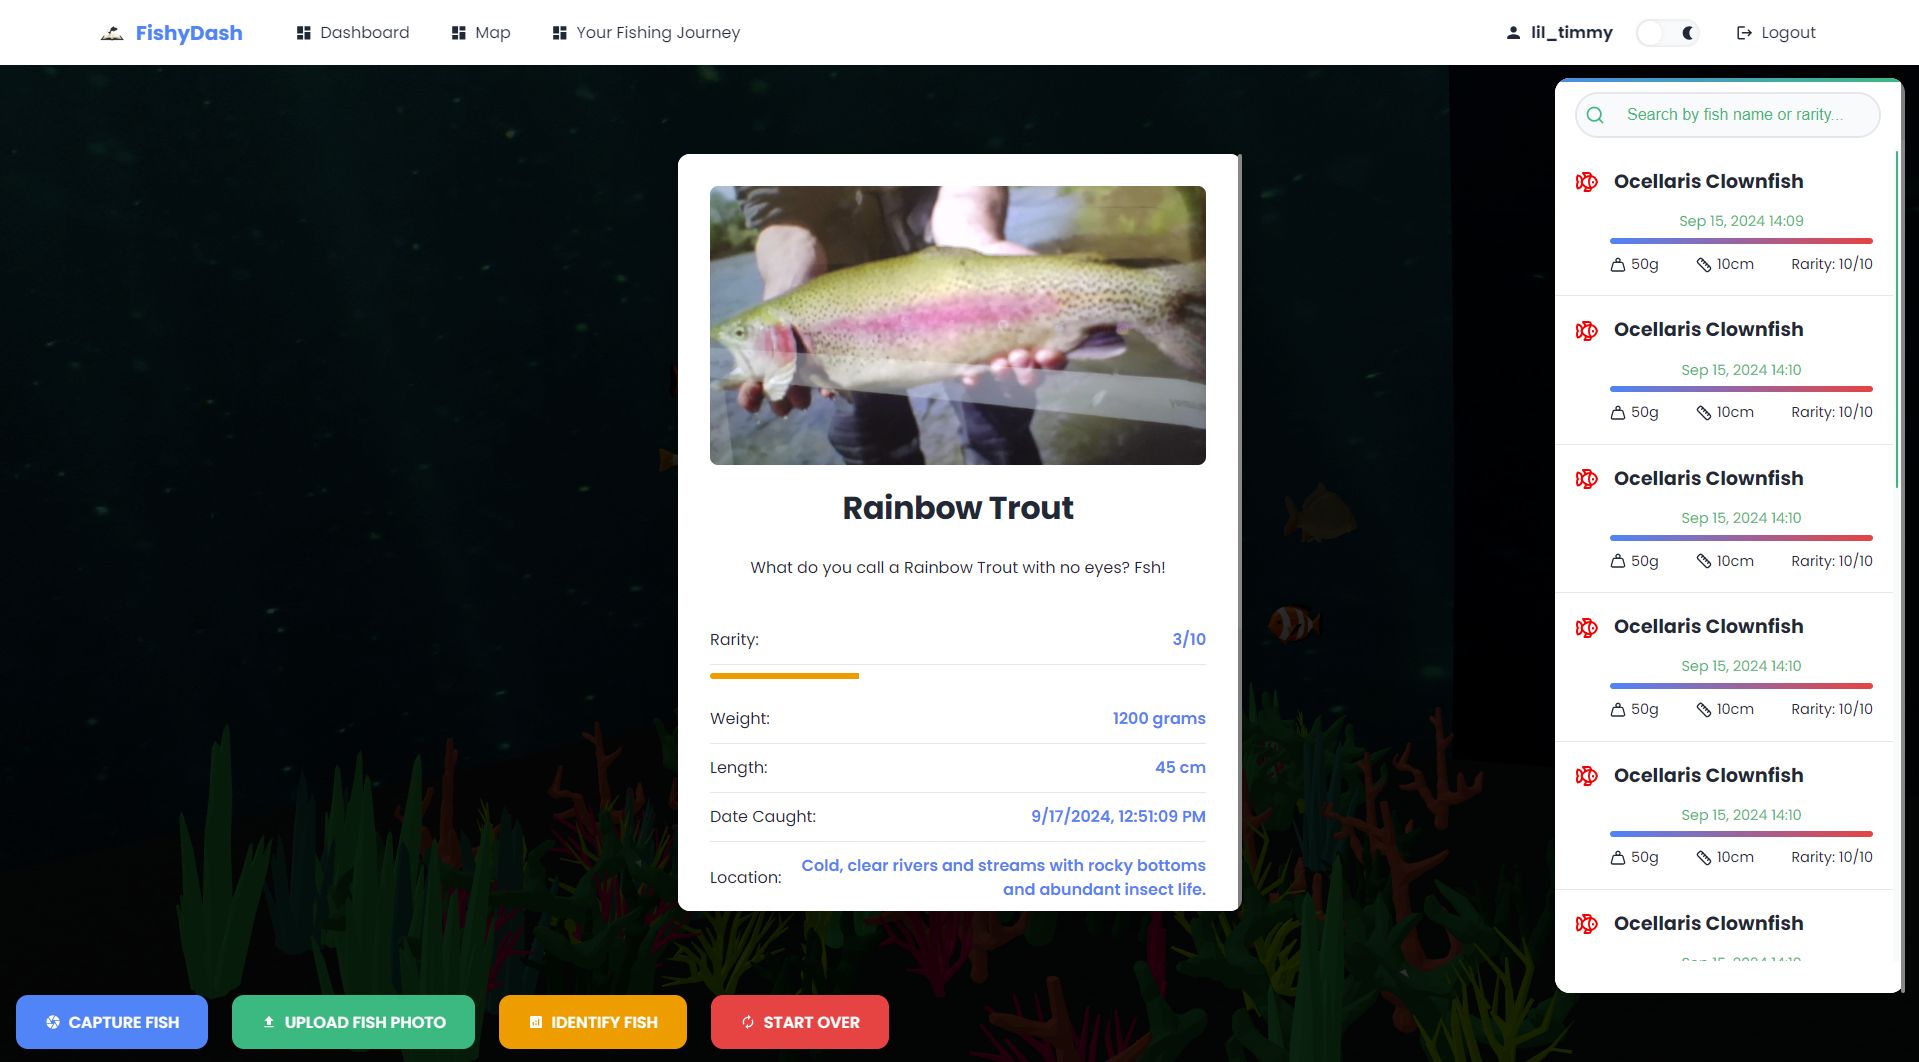 FishyDash
Dashboard
Map
Your Fishing Journey
lil_timmy
Logout
Rainbow Trout
What do you call a Rainbow Trout with no eyes? Fsh!
Rarity: 3/10
Weight: 1200 grams
Length: 45 cm
Date Caught: 9/17/2024, 12:51:09 PM
Location: Cold, clear rivers and streams with rocky bottoms
and abundant insect life.
Search by fish name or rarity...
Ocellaris Clownfish
Sep 15, 2024 14:09
50g 10cm Rarity: 10/10
Ocellaris Clownfish
Sep 15, 2024 14:10
50g 10cm Rarity: 10/10
Ocellaris Clownfish
Sep 15, 2024 14:10
50g 10cm Rarity: 10/10
Ocellaris Clownfish
Sep 15, 2024 14:10
50g 10cm Rarity: 10/10
Ocellaris Clownfish
Sep 15, 2024 14:10
50g 10cm Rarity: 10/10
Ocellaris Clownfish
CAPTURE FISH
UPLOAD FISH PHOTO
IDENTIFY FISH
START OVER